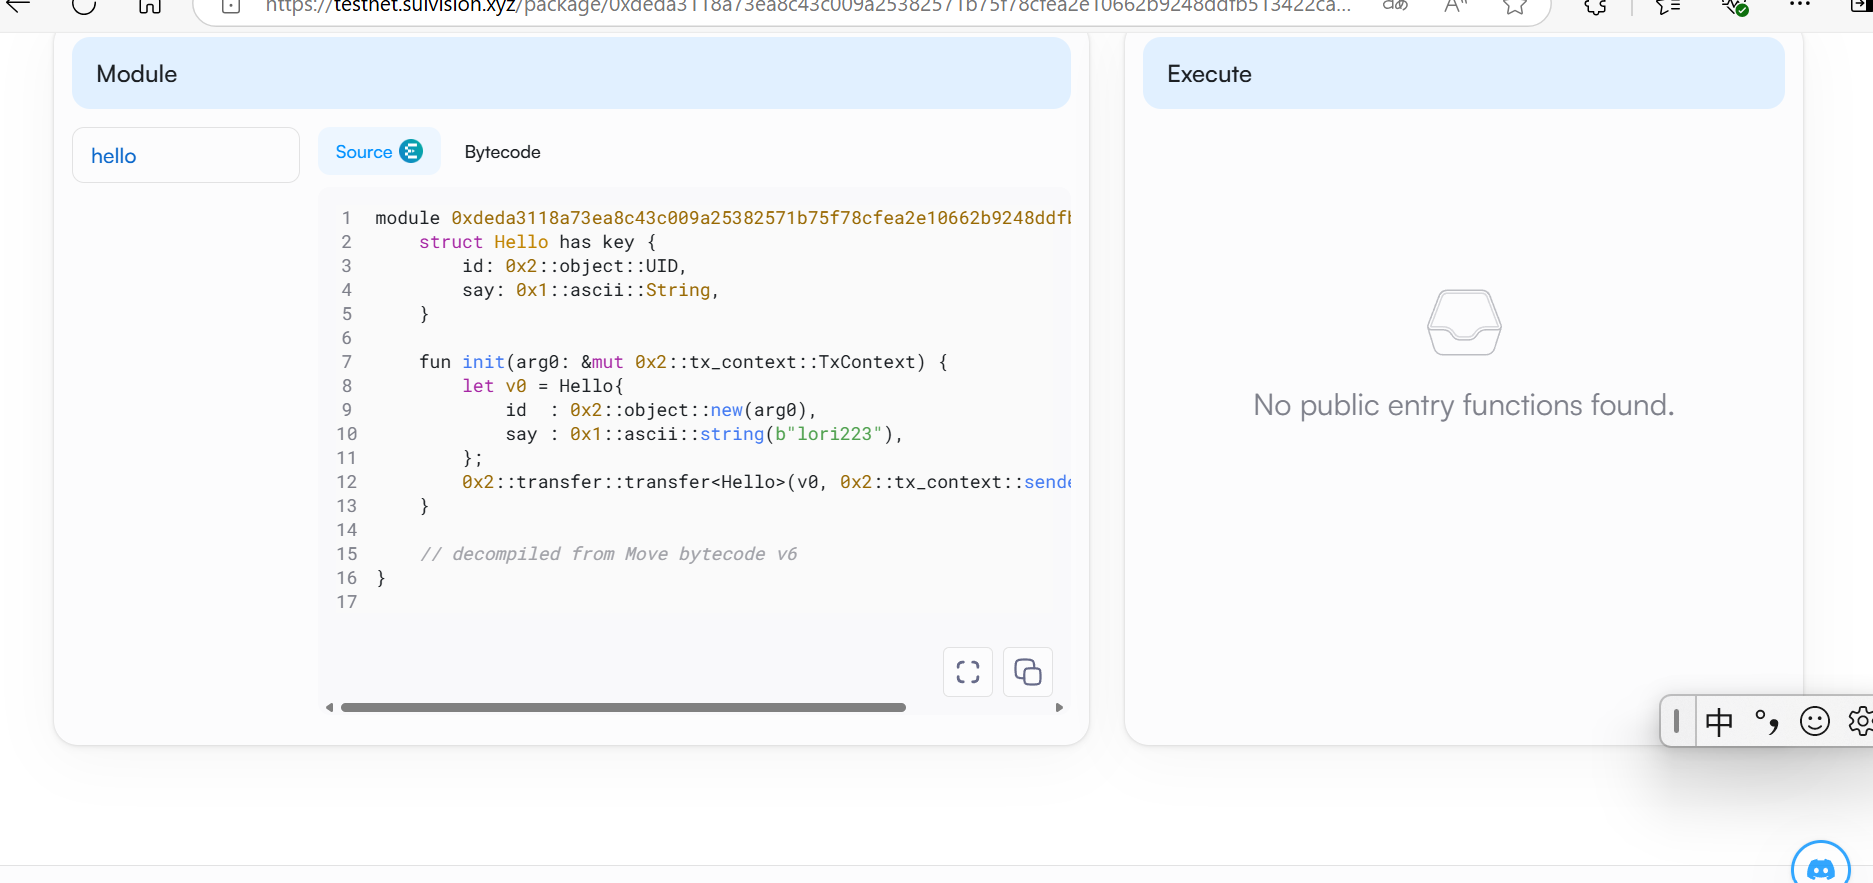 https://testnet.suivision.xyz/package/0xdeda3118a73ea8c43c009a25382571b75f78cfea2e10662b9248ddfb513422ca...
Module
Execute
hello
Source
Bytecode
1 module 0xdeda3118a73ea8c43c009a25382571b75f78cfea2e10662b9248ddfb
2     struct Hello has key {
3         id: 0x2::object::UID,
4         say: 0x1::ascii::String,
5     }
6
7     fun init(arg0: &mut 0x2::tx_context::TxContext) {
8         let v0 = Hello{
9             id  : 0x2::object::new(arg0),
10             say : 0x1::ascii::string(b"lori223"),
11         };
12         0x2::transfer::transfer<Hello>(v0, 0x2::tx_context::sende
13     }
14
15     // decompiled from Move bytecode v6
16 }
17
No public entry functions found.
中 °,